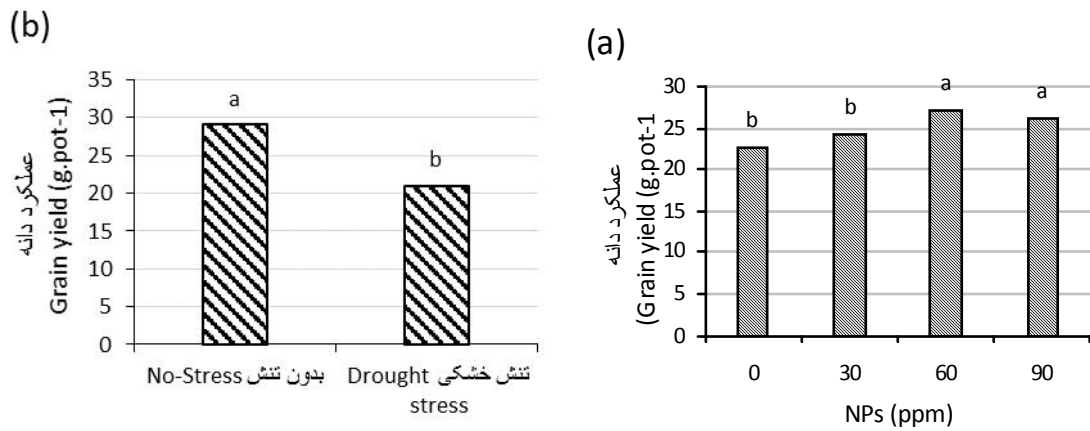 (b)
عملکرد دانه
Grain yield (g.pot-1)
35
30
25
20
15
10
5
0
a
b
No-Stress بدون تنش
Drought تنش خشکی
stress
(a)
عملکرد دانه
(Grain yield (g.pot-1
30
25
20
15
10
5
0
b
b
a
a
0
30
60
90
NPs (ppm)